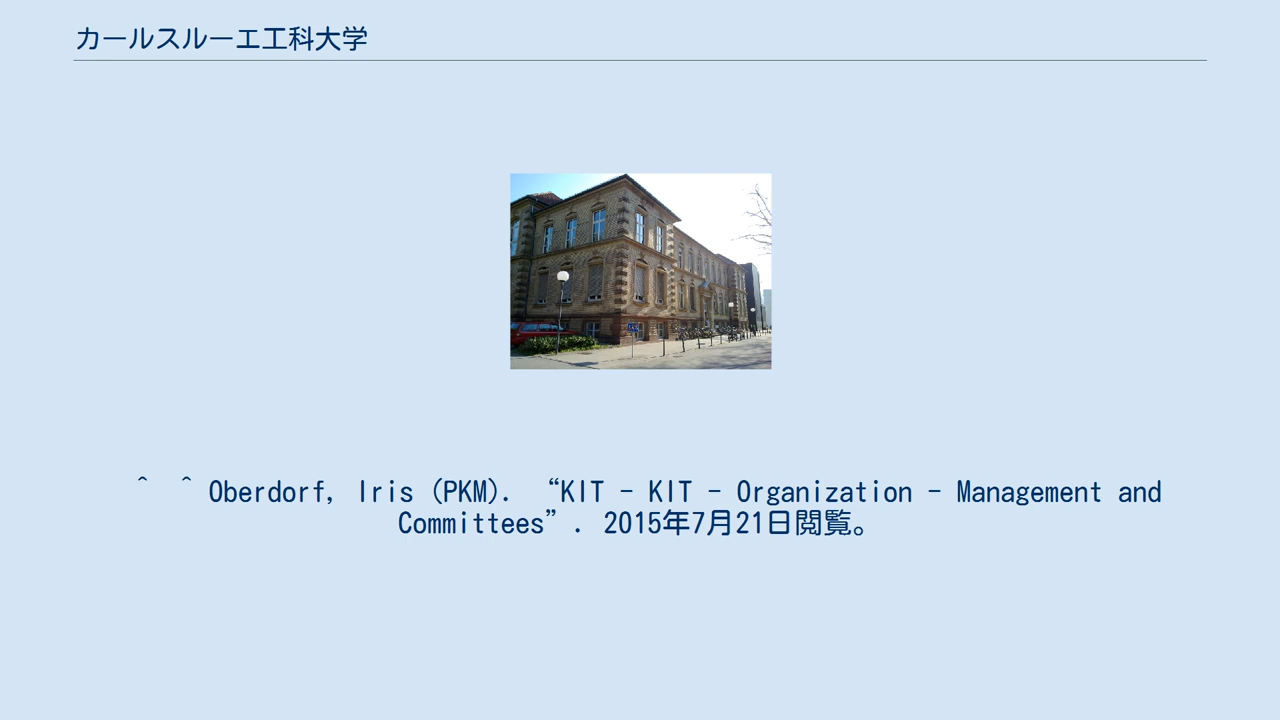 カールスルーエ工科大学
^ ^ Oberdorf, Iris (PKM). “KIT - KIT - Organization - Management and
Committees”. 2015年7月21日閲覧。